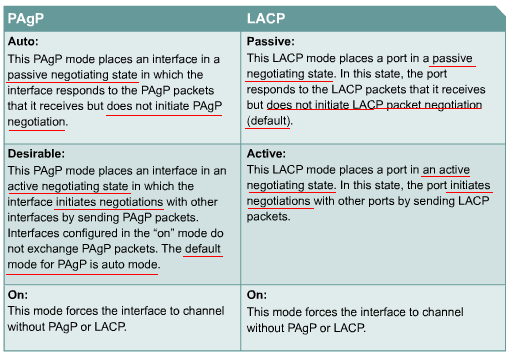 PAgP
LACP
Auto:
This PAgP mode places an interface in a
passive negotiating state in which the
interface responds to the PAgP packets
that it receives but does not initiate PAgP
negotiation.
Passive:
This LACP mode places a port in a passive
negotiating state. In this state, the port
responds to the LACP packets that it receives
but does not initiate LACP packet negotiation
(default).
Desirable:
This PAgP mode places an interface in an
active negotiating state in which the
interface initiates negotiations with other
interfaces by sending PAgP packets.
Interfaces configured in the “on” mode do
not exchange PAgP packets. The default
mode for PAgP is auto mode.
Active:
This LACP mode places a port in an active
negotiating state. In this state, the port initiates
negotiations with other ports by sending LACP
packets.
On:
This mode forces the interface to channel
without PAgP or LACP.
On:
This mode forces the interface to channel
without PAgP or LACP.